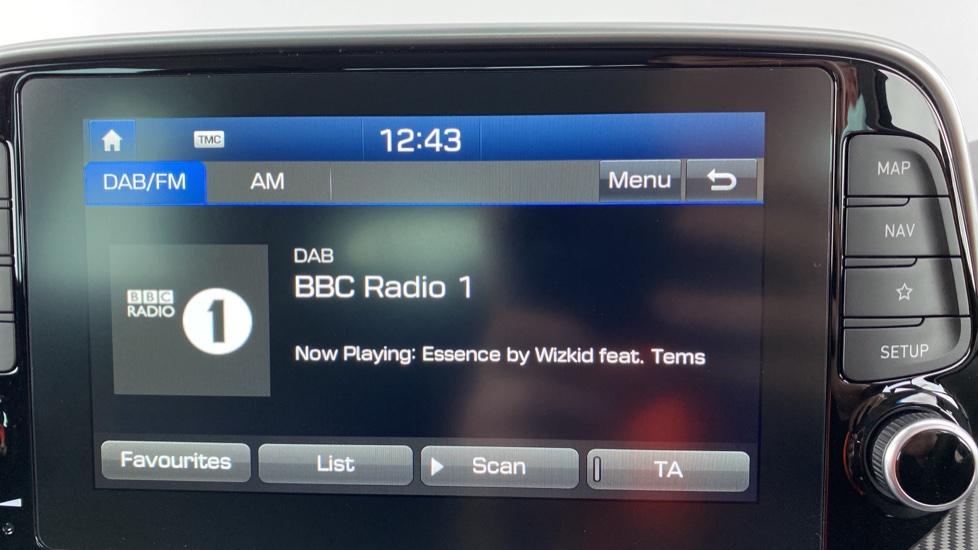 TMC 12:43
DAB/FM AM Menu
MAP
NAV
DAB
BBC Radio 1
BBC
RADIO 1
Now Playing: Essence by Wizkid feat. Tems
SETUP
Favourites List Scan TA